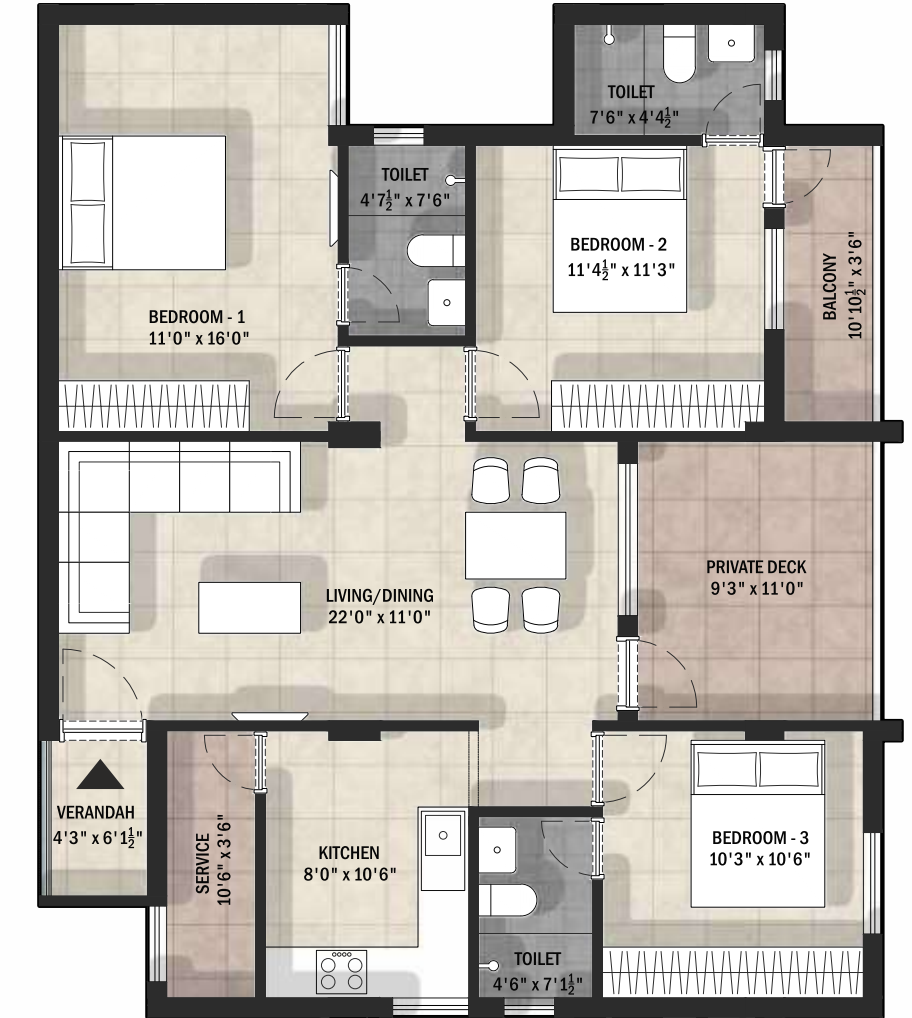 TOILET
7'6" x 4'4½"
TOILET
4'7½" x 7'6"
BEDROOM - 2
11'4½" x 11'3"
BALCONY
10'10½" x 3'6"
BEDROOM - 1
11'0" x 16'0"
PRIVATE DECK
9'3" x 11'0"
LIVING/DINING
22'0" x 11'0"
VERANDAH
4'3" x 6'1½"
SERVICE
10'6" x 3'6"
KITCHEN
8'0" x 10'6"
BEDROOM - 3
10'3" x 10'6"
TOILET
4'6" x 7'1½"